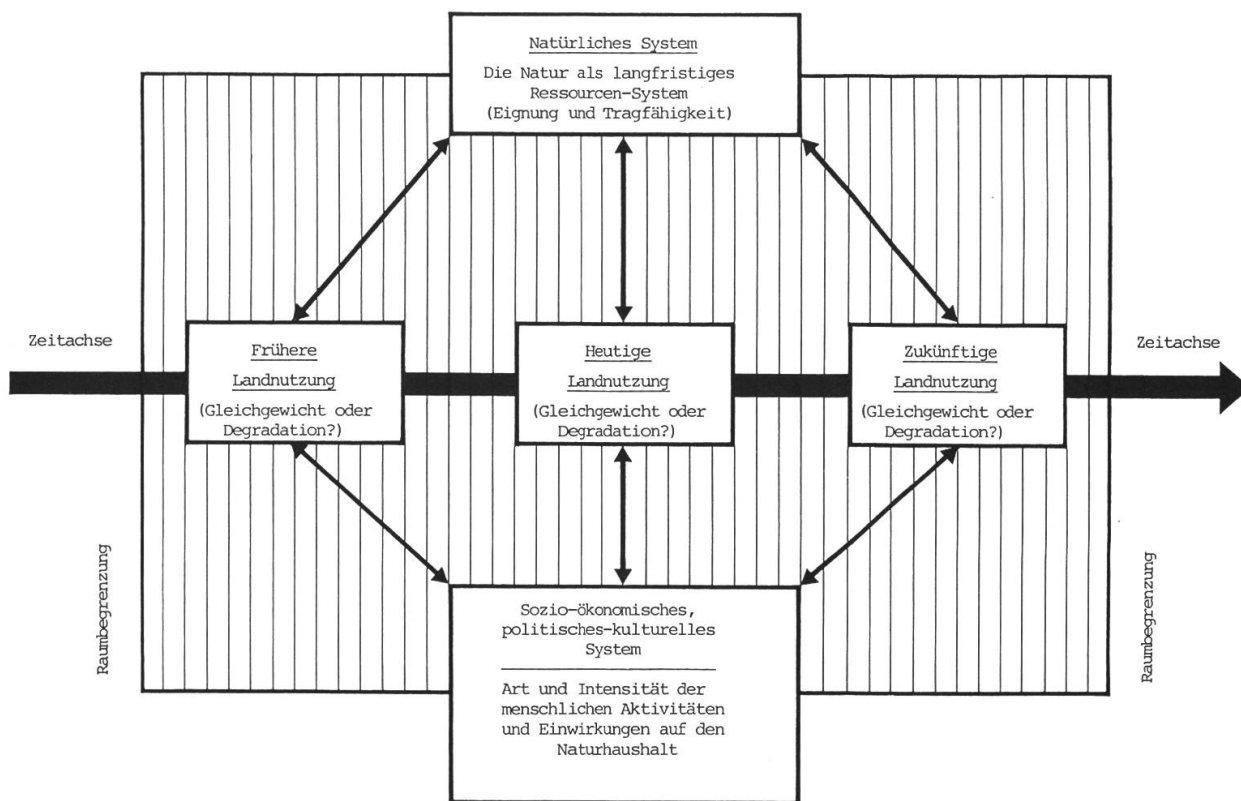 Natürliches System
Die Natur als langfristiges
Ressourcen-System
(Eignung und Tragfähigkeit)
Zeitachse
Frühere
Landnutzung
(Gleichgewicht oder
Degradation?)
Heutige
Landnutzung
(Gleichgewicht oder
Degradation?)
Zukünftige
Landnutzung
(Gleichgewicht oder
Degradation?)
Zeitachse
Raumbegrenzung
Sozio-ökonomisches,
politisches-kulturelles
System
Art und Intensität der
menschlichen Aktivitäten
und Einwirkungen auf den
Naturhaushalt
Raumbegrenzung